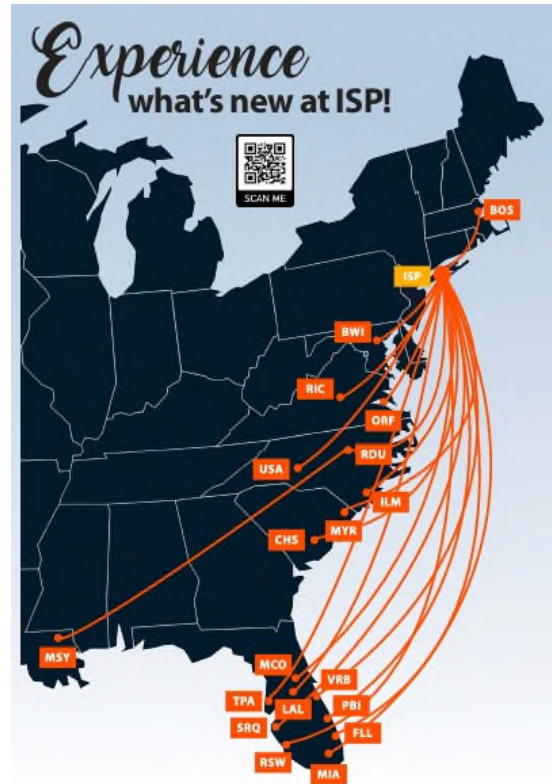 Experience
what's new at ISP!
SCAN ME
BOS
ISP
BWI
RIC
ORF
RDU
USA
ILM
MYR
CHS
MSY
MCO
VRB
TPA
LAL
PBI
SRQ
FLL
RSW
MIA